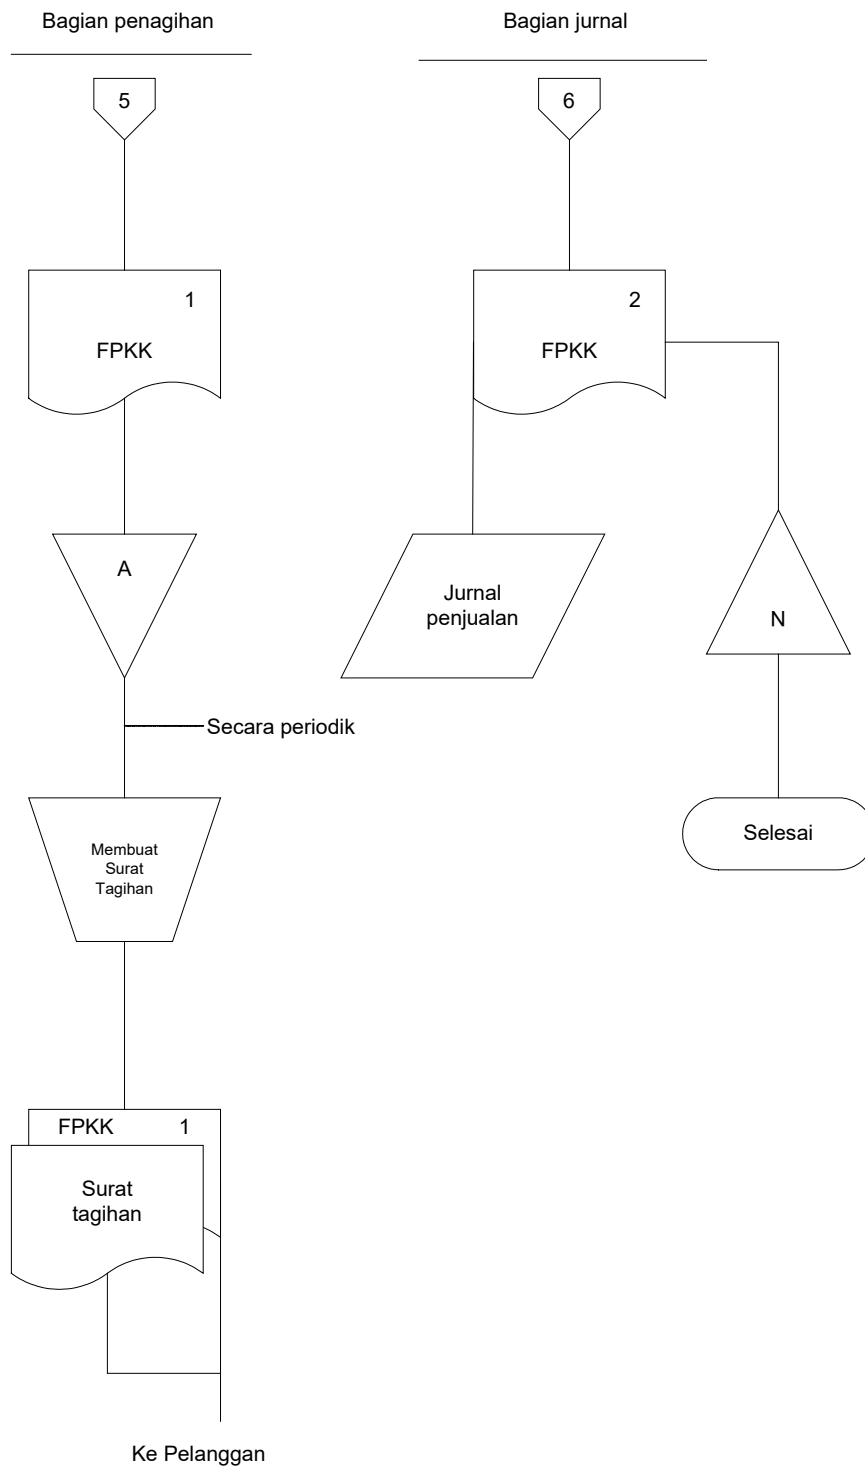 Bagian penagihan
Bagian jurnal
5
6
1
FPKK
2
FPKK
A
Jurnal
penjualan
N
Secara periodik
Membuat
Surat
Tagihan
Selesai
FPKK 1
Surat
tagihan
Ke Pelanggan